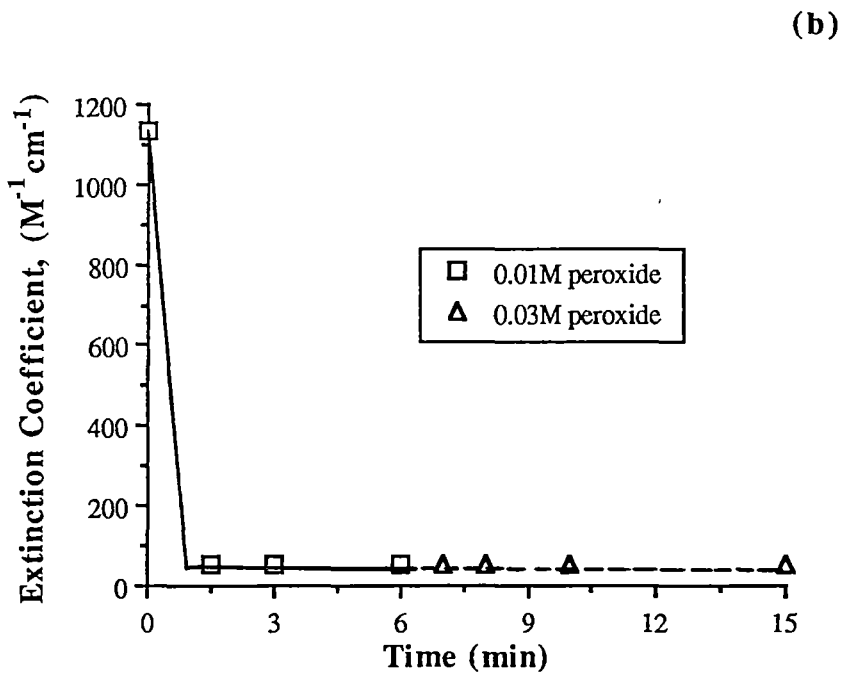 (b)
Extinction Coefficient, (M⁻¹ cm⁻¹)
1200
1000
800
600
400
200
0
0.01M peroxide
0.03M peroxide
0 3 6 9 12 15
Time (min)